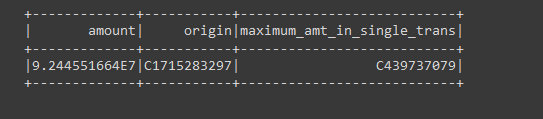 +-------------+-----------+---------------------------+
|       amount|     origin|maximum_amt_in_single_trans|
+-------------+-----------+---------------------------+
|9.244551664E7|C1715283297|                 C439737079|
+-------------+-----------+---------------------------+